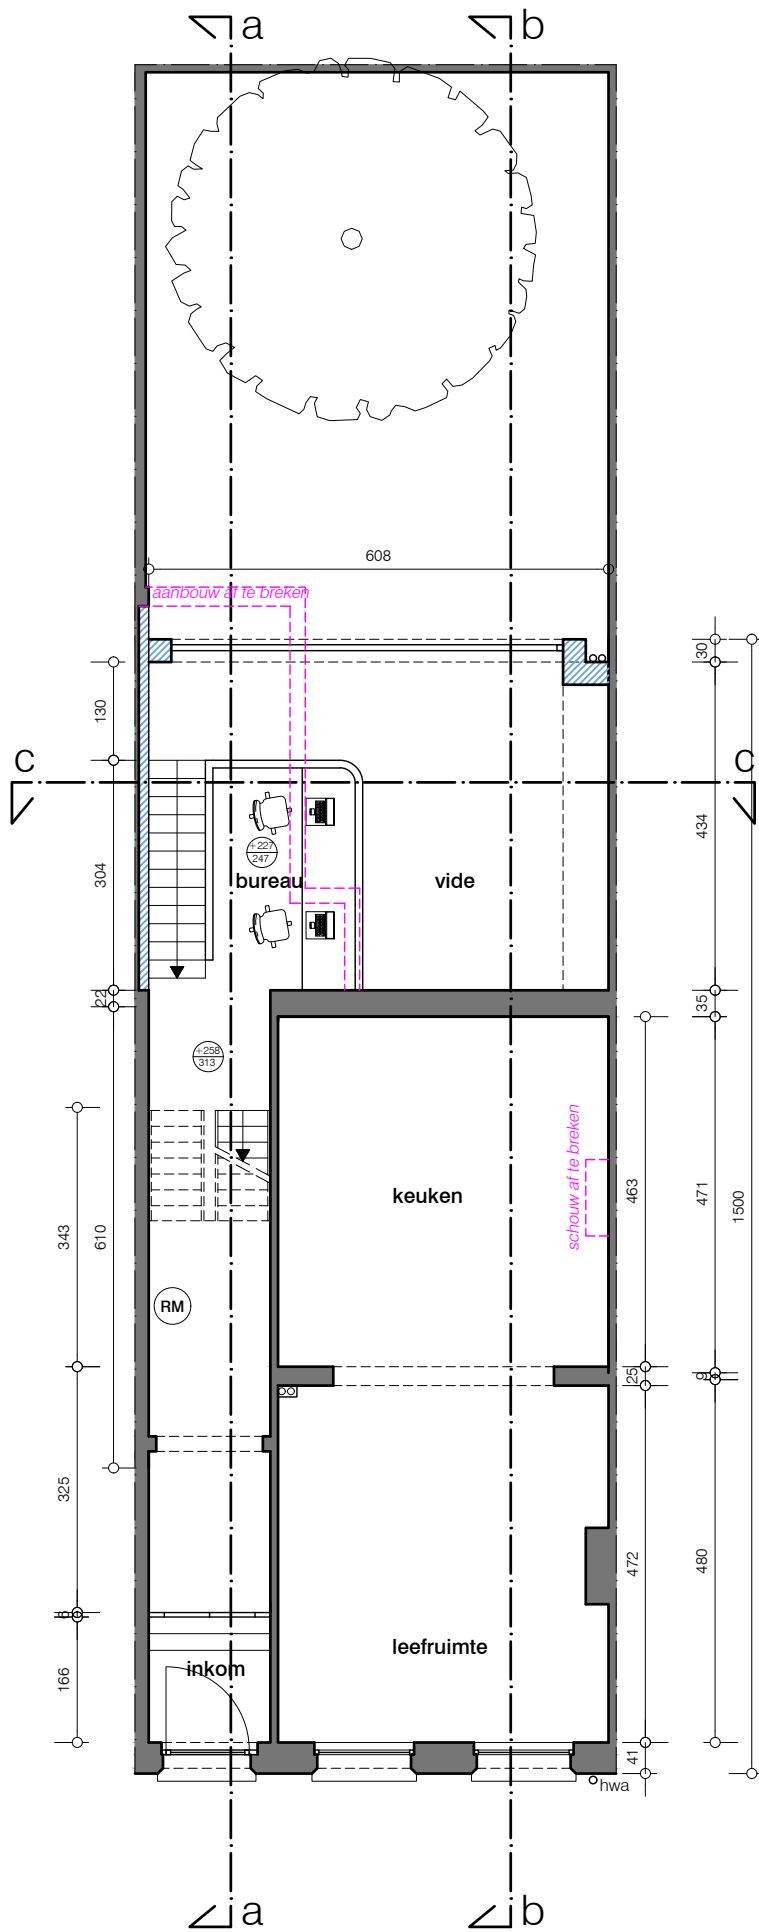 a
b
608
aanbouw af te breken
30
130
c
c
434
+227
247
304
bureau
vide
22
35
+258
313
schouw af te breken
keuken
463
471
1500
343
610
RM
25
9
325
472
480
6
leefruimte
inkom
166
41
hwa
a
b